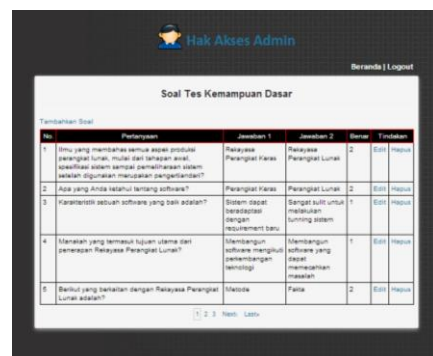 Hak Akses Admin
Beranda | Logout
Soal Tes Kemampuan Dasar
Tambahkan Soal
No. Pertanyaan Jawaban 1 Jawaban 2 Benar Tindakan
1 Ilmu yang membahas semua aspek produksi Rekayasa Rekayasa 2 Edit Hapus
perangkat lunak, mulai dari tahapan awal, Perangkat Keras Perangkat Lunak
spesifikasi sistem sampai pemeliharaan sistem
setelah digunakan merupakan pengertiandari?
2 Apa yang Anda ketahui tentang software? Perangkat Keras Perangkat Lunak 2 Edit Hapus
3 Karakteristik sebuah software yang baik adalah? Sistem dapat Sangat sulit untuk 1 Edit Hapus
beradaptasi melakukan
dengan tunning sistem
requirement baru
4 Manakah yang termasuk tujuan utama dari Membangun Membangun 1 Edit Hapus
penerapan Rekayasa Perangkat Lunak? software mengikuti software yang
perkembangan dapat
teknologi memecahkan
masalah
5 Berikut yang berkaitan dengan Rekayasa Perangkat Metode Fakta 2 Edit Hapus
Lunak adalah?
1 2 3 Next› Last»